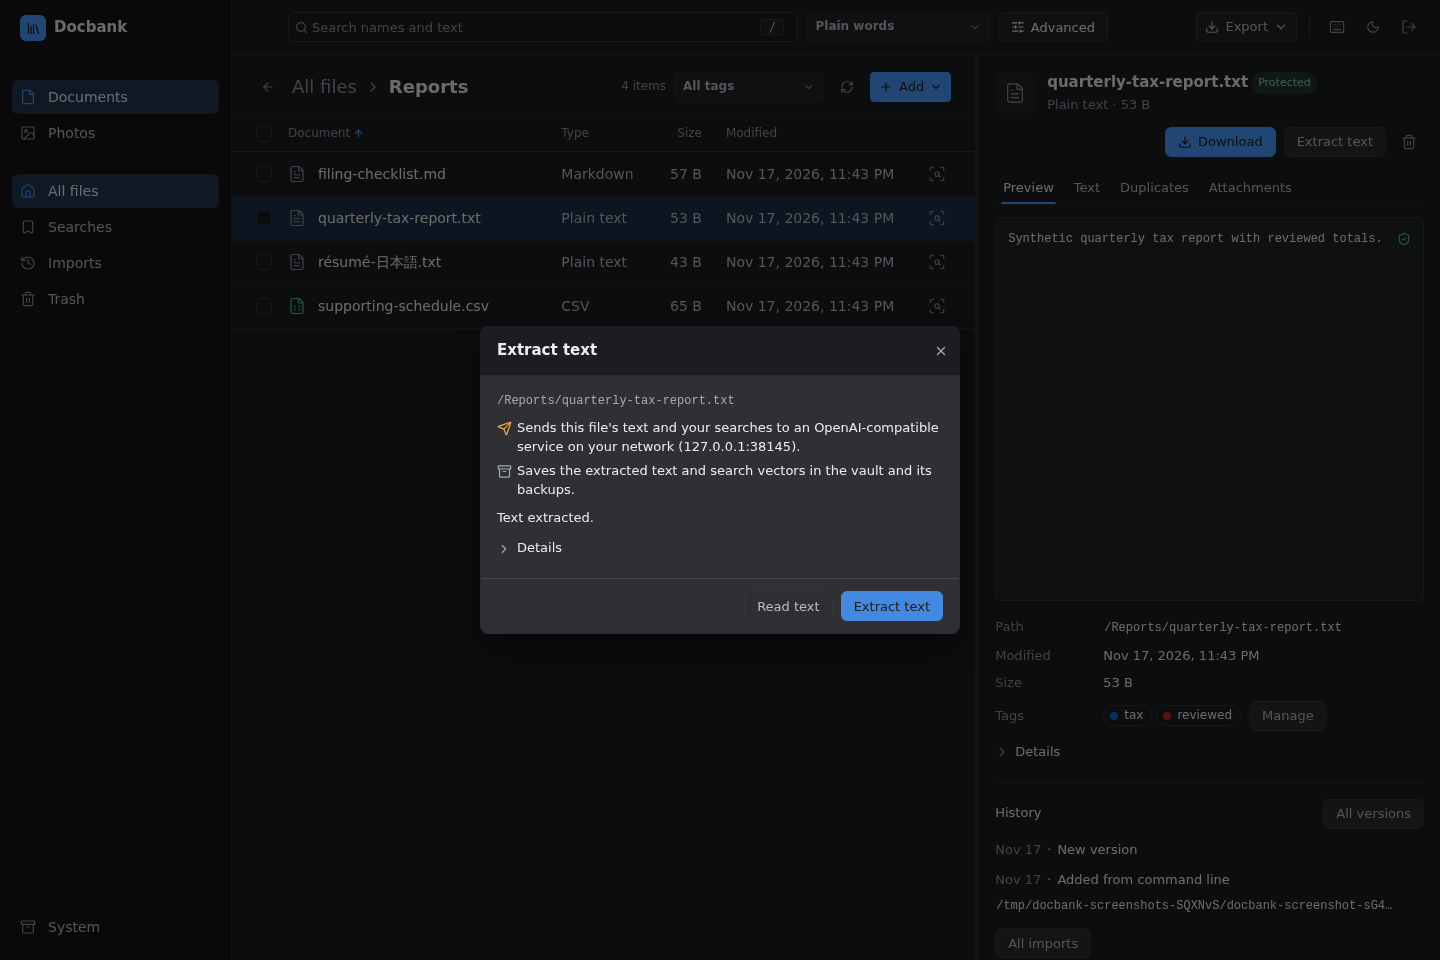 Docbank
Search names and text
/
Plain words
Advanced
Export
Documents
Photos
All files
Searches
Imports
Trash
System
All files > Reports
4 items
All tags
Add
Document
Type
Size
Modified
filing-checklist.md
Markdown
57 B
Nov 17, 2026, 11:43 PM
quarterly-tax-report.txt
Plain text
53 B
Nov 17, 2026, 11:43 PM
résumé-日本語.txt
Plain text
43 B
Nov 17, 2026, 11:43 PM
supporting-schedule.csv
CSV
65 B
Nov 17, 2026, 11:43 PM
Extract text
/Reports/quarterly-tax-report.txt
Sends this file's text and your searches to an OpenAI-compatible
service on your network (127.0.0.1:38145).
Saves the extracted text and search vectors in the vault and its
backups.
Text extracted.
Details
Read text
Extract text
quarterly-tax-report.txt
Protected
Plain text · 53 B
Download
Extract text
Preview
Text
Duplicates
Attachments
Synthetic quarterly tax report with reviewed totals.
Path
/Reports/quarterly-tax-report.txt
Modified
Nov 17, 2026, 11:43 PM
Size
53 B
Tags
tax
reviewed
Manage
Details
History
All versions
Nov 17 · New version
Nov 17 · Added from command line
/tmp/docbank-screenshots-SQXNvS/docbank-screenshot-sG4…
All imports